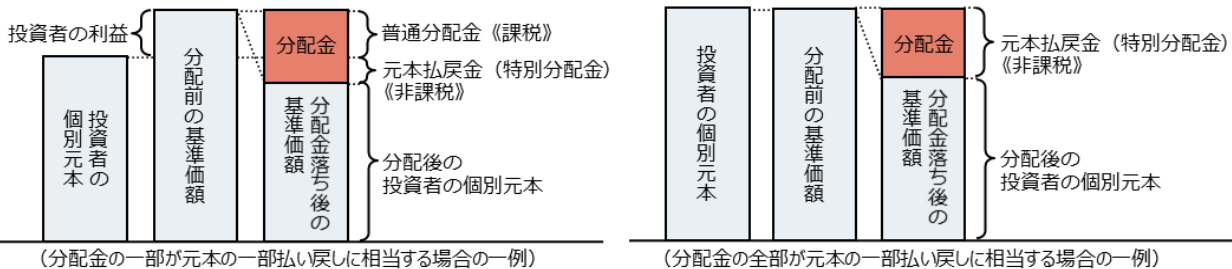 投資者の利益
投資者の
個別元本
分配前の基準価額
分配金
分配金落ち後の
基準価額
普通分配金《課税》
元本払戻金（特別分配金）
《非課税》
分配後の
投資者の個別元本
（分配金の一部が元本の一部払い戻しに相当する場合の一例）
投資者の個別元本
分配前の基準価額
分配金
分配金落ち後の
基準価額
元本払戻金（特別分配金）
《非課税》
分配後の
投資者の個別元本
（分配金の全部が元本の一部払い戻しに相当する場合の一例）